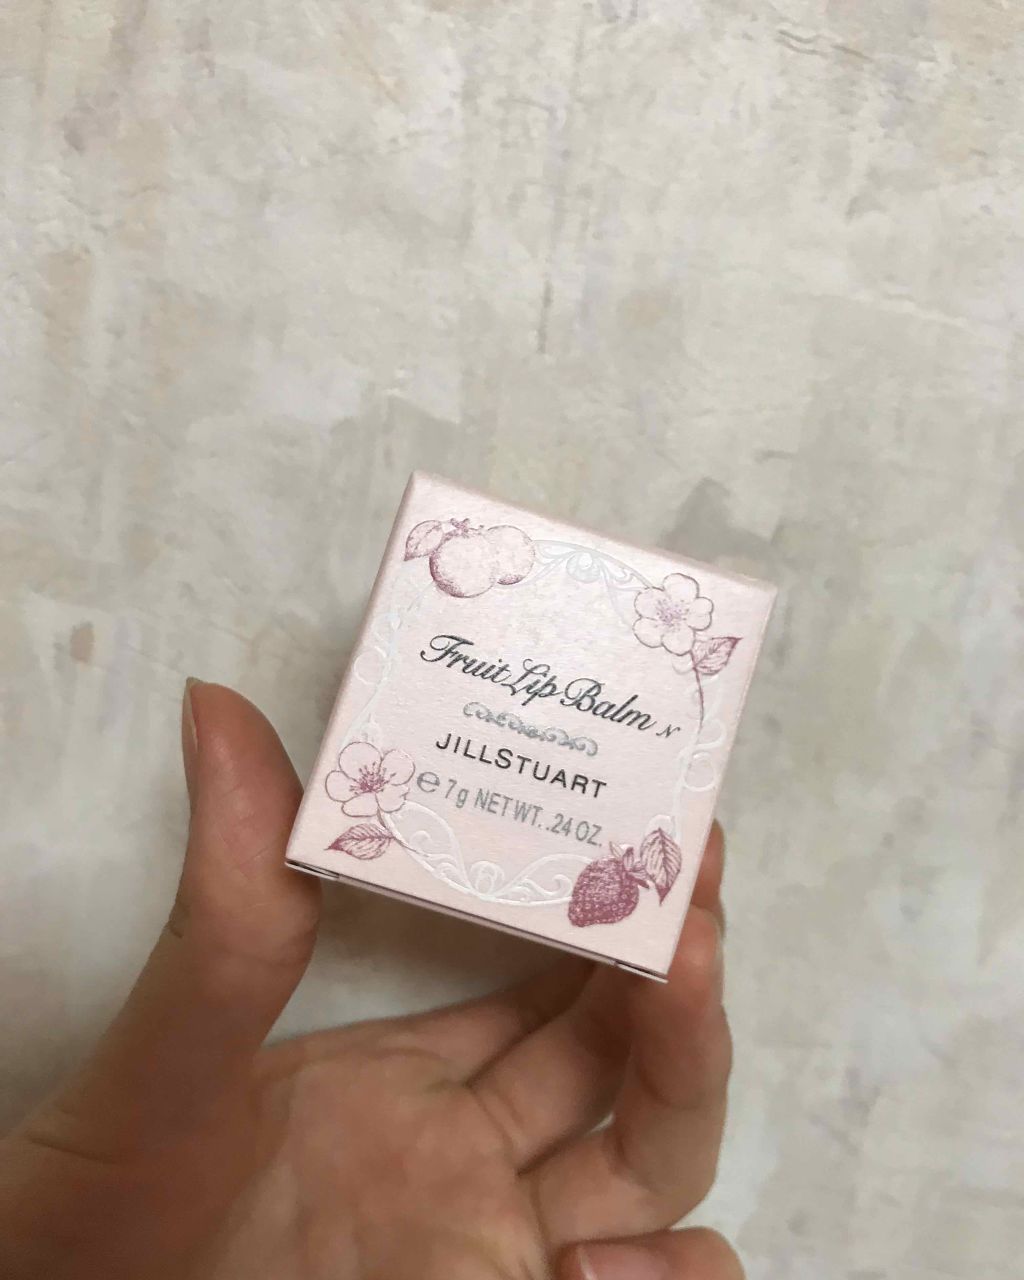 Fruit Lip Balm N
JILLSTUART
℮ 7g NET WT. .24 OZ.